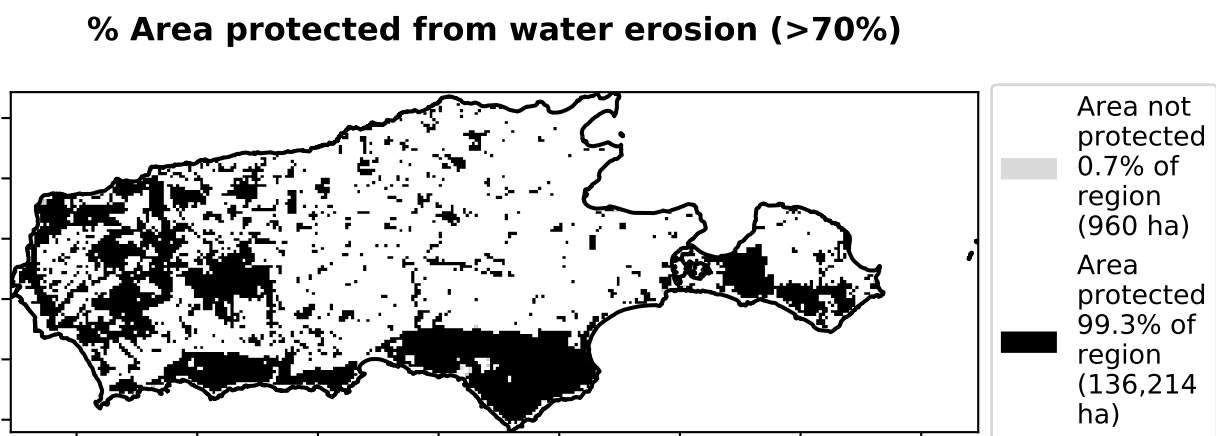 % Area protected from water erosion (>70%)
Area not
protected
0.7% of
region
(960 ha)
Area
protected
99.3% of
region
(136,214
ha)